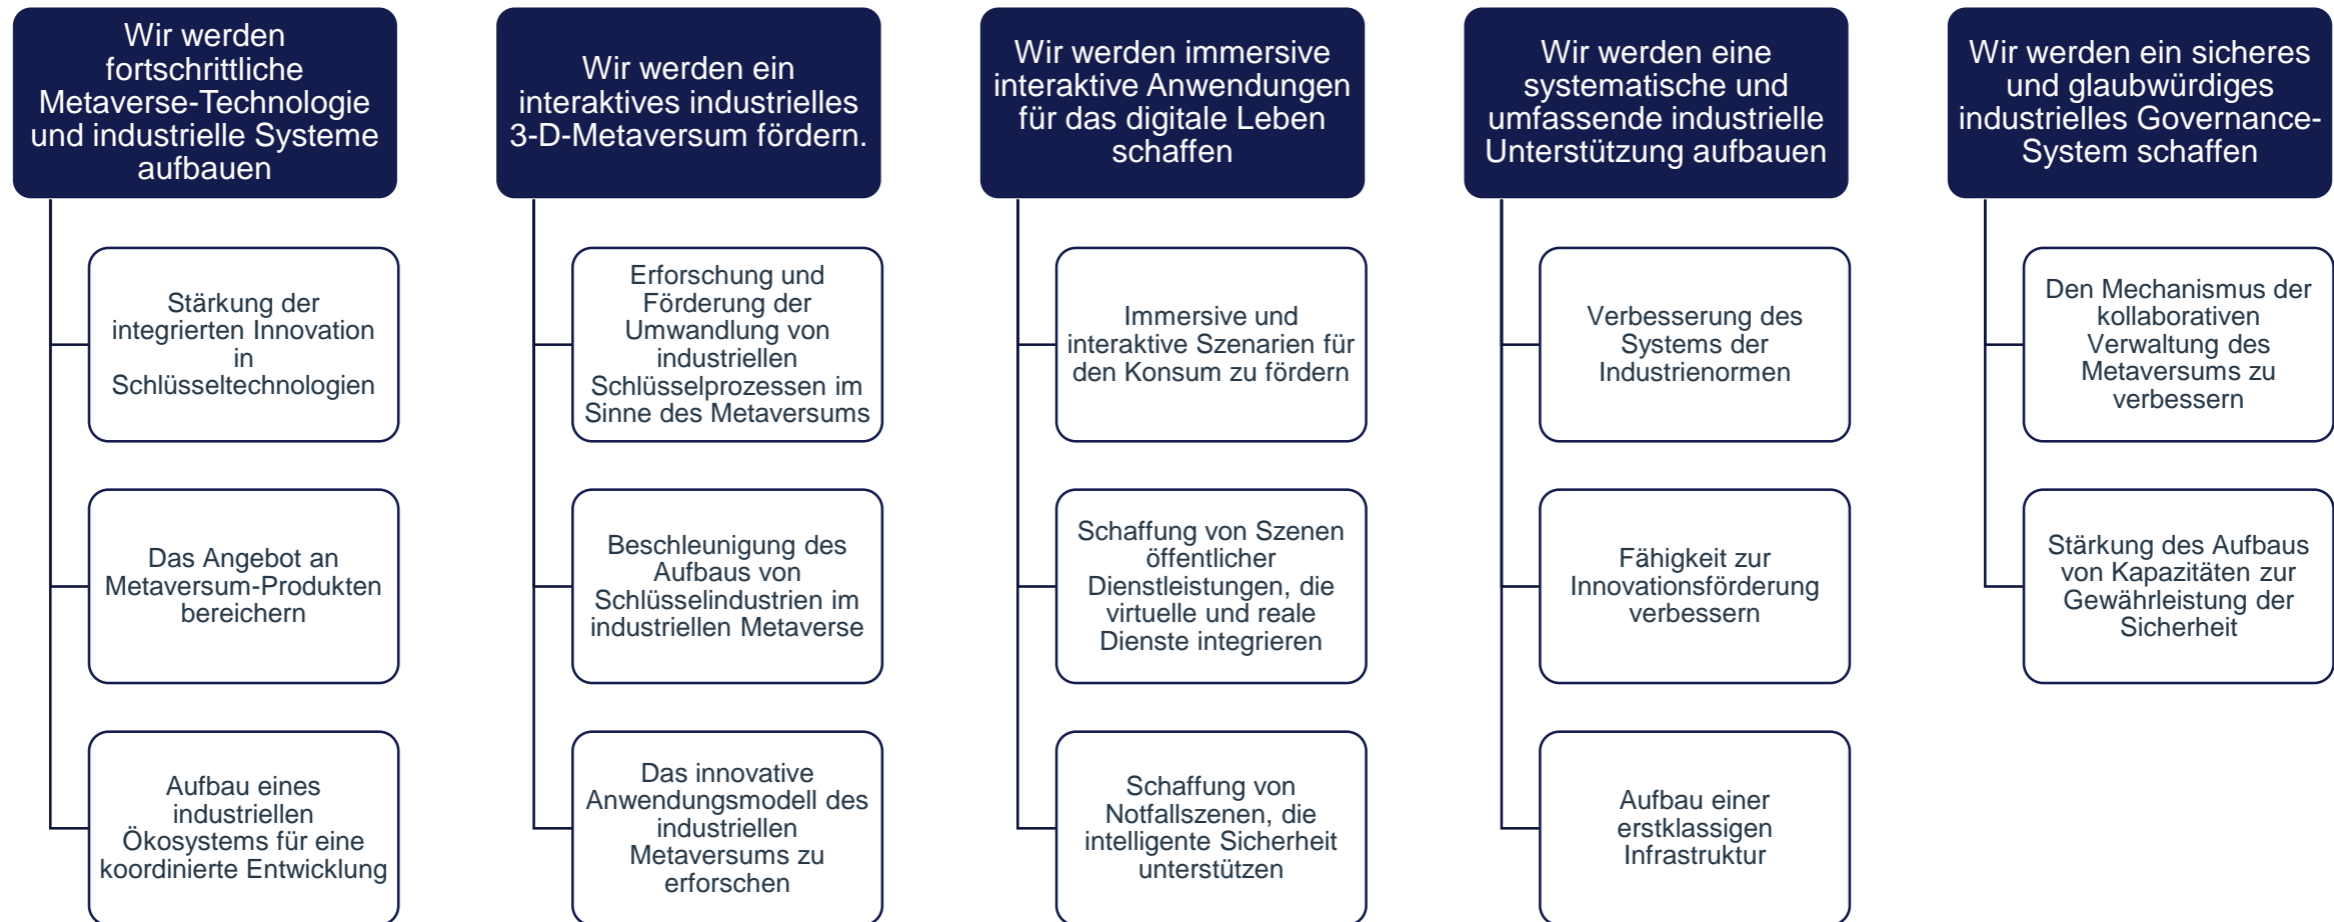 Wir werden
fortschrittliche
Metaverse-Technologie
und industrielle Systeme
aufbauen
Stärkung der
integrierten Innovation
in
Schlüsseltechnologien
Das Angebot an
Metaversum-Produkten
bereichern
Aufbau eines
industriellen
Ökosystems für eine
koordinierte Entwicklung
Wir werden ein
interaktives industrielles
3-D-Metaversum fördern.
Erforschung und
Förderung der
Umwandlung von
industriellen
Schlüsselprozessen im
Sinne des Metaversums
Beschleunigung des
Aufbaus von
Schlüsselindustrien im
industriellen Metaverse
Das innovative
Anwendungsmodell des
industriellen
Metaversums zu
erforschen
Wir werden immersive
interaktive Anwendungen
für das digitale Leben
schaffen
Immersive und
interaktive Szenarien für
den Konsum zu fördern
Schaffung von Szenen
öffentlicher
Dienstleistungen, die
virtuelle und reale
Dienste integrieren
Schaffung von
Notfallszenen, die
intelligente Sicherheit
unterstützen
Wir werden eine
systematische und
umfassende industrielle
Unterstützung aufbauen
Verbesserung des
Systems der
Industrienormen
Fähigkeit zur
Innovationsförderung
verbessern
Aufbau einer
erstklassigen
Infrastruktur
Wir werden ein sicheres
und glaubwürdiges
industrielles Governance-
System schaffen
Den Mechanismus der
kollaborativen
Verwaltung des
Metaversums zu
verbessern
Stärkung des Aufbaus
von Kapazitäten zur
Gewährleistung der
Sicherheit